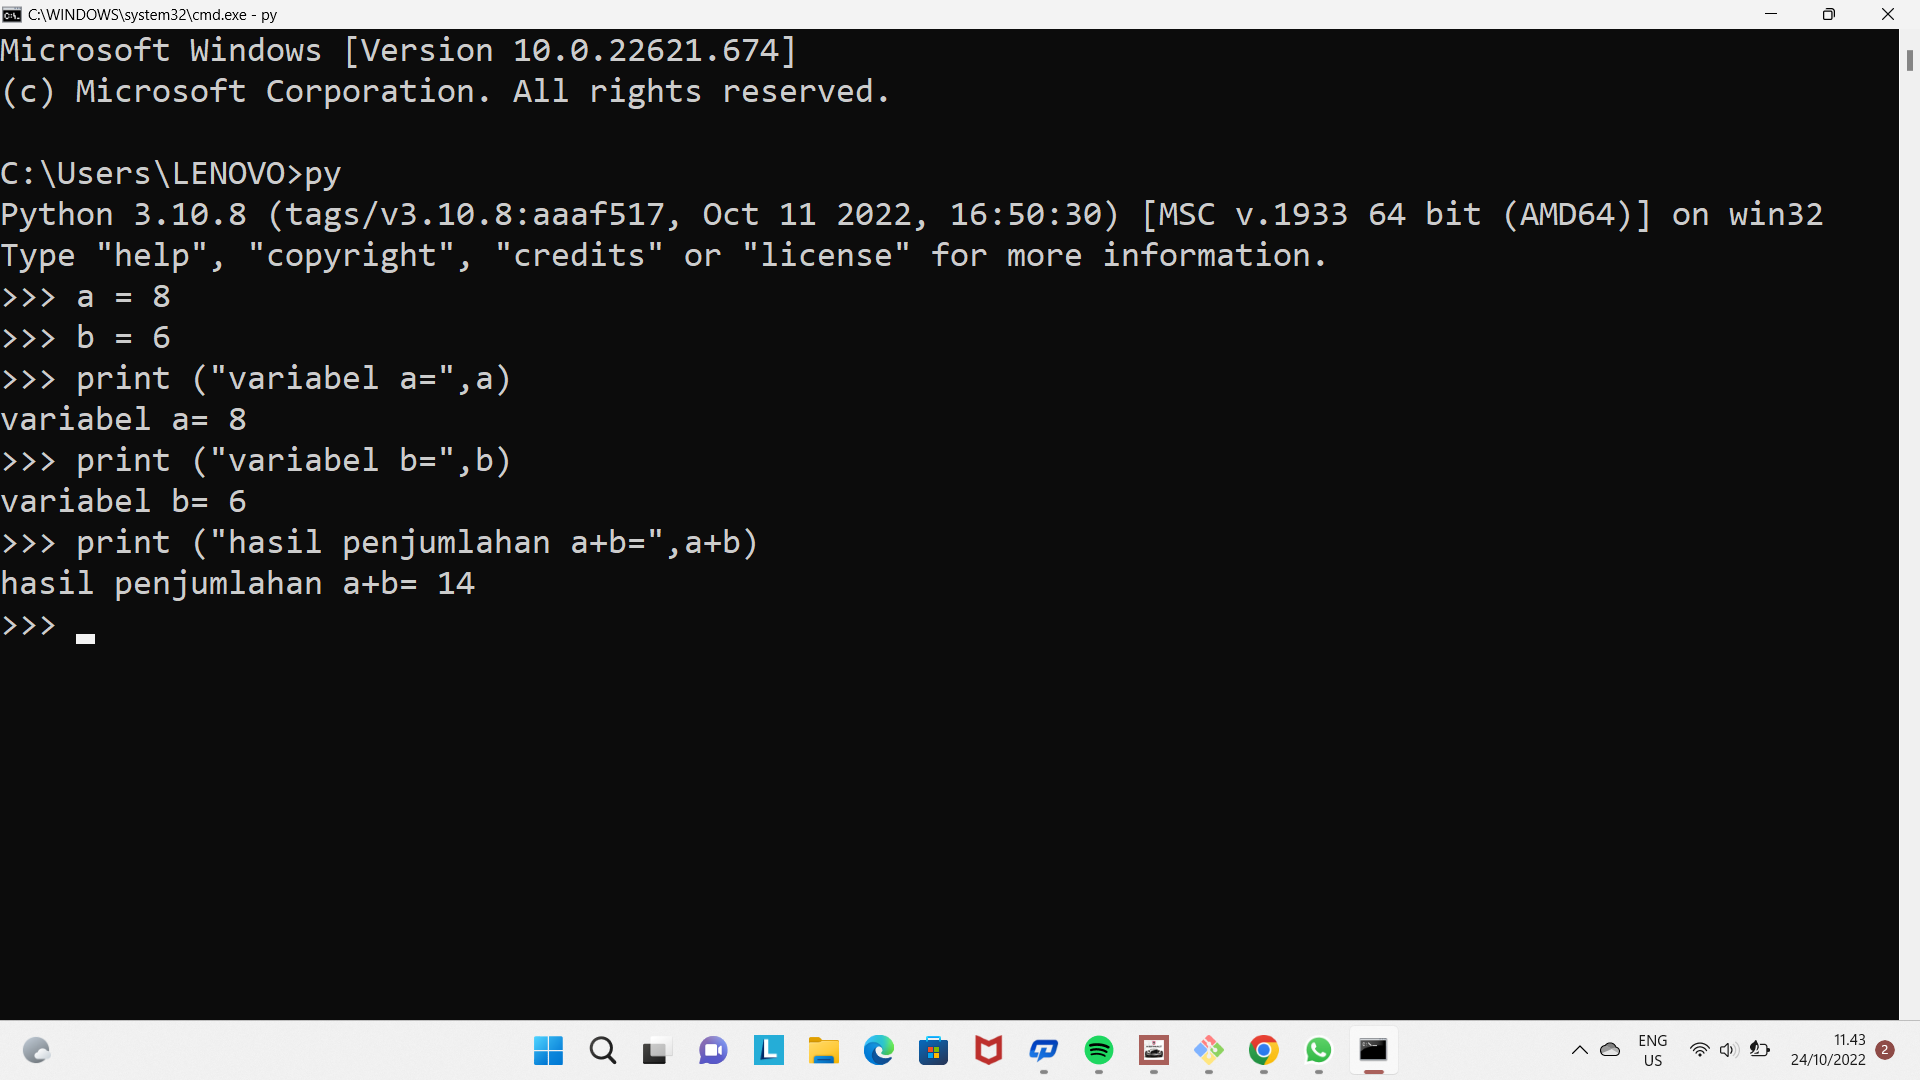 C:\WINDOWS\system32\cmd.exe - py
Microsoft Windows [Version 10.0.22621.674]
(c) Microsoft Corporation. All rights reserved.
C:\Users\LENOVO>py
Python 3.10.8 (tags/v3.10.8:aaaf517, Oct 11 2022, 16:50:30) [MSC v.1933 64 bit (AMD64)] on win32
Type "help", "copyright", "credits" or "license" for more information.
>>> a = 8
>>> b = 6
>>> print ("variabel a=",a)
variabel a= 8
>>> print ("variabel b=",b)
variabel b= 6
>>> print ("hasil penjumlahan a+b=",a+b)
hasil penjumlahan a+b= 14
>>>
ENG
US
11.43
24/10/2022
2